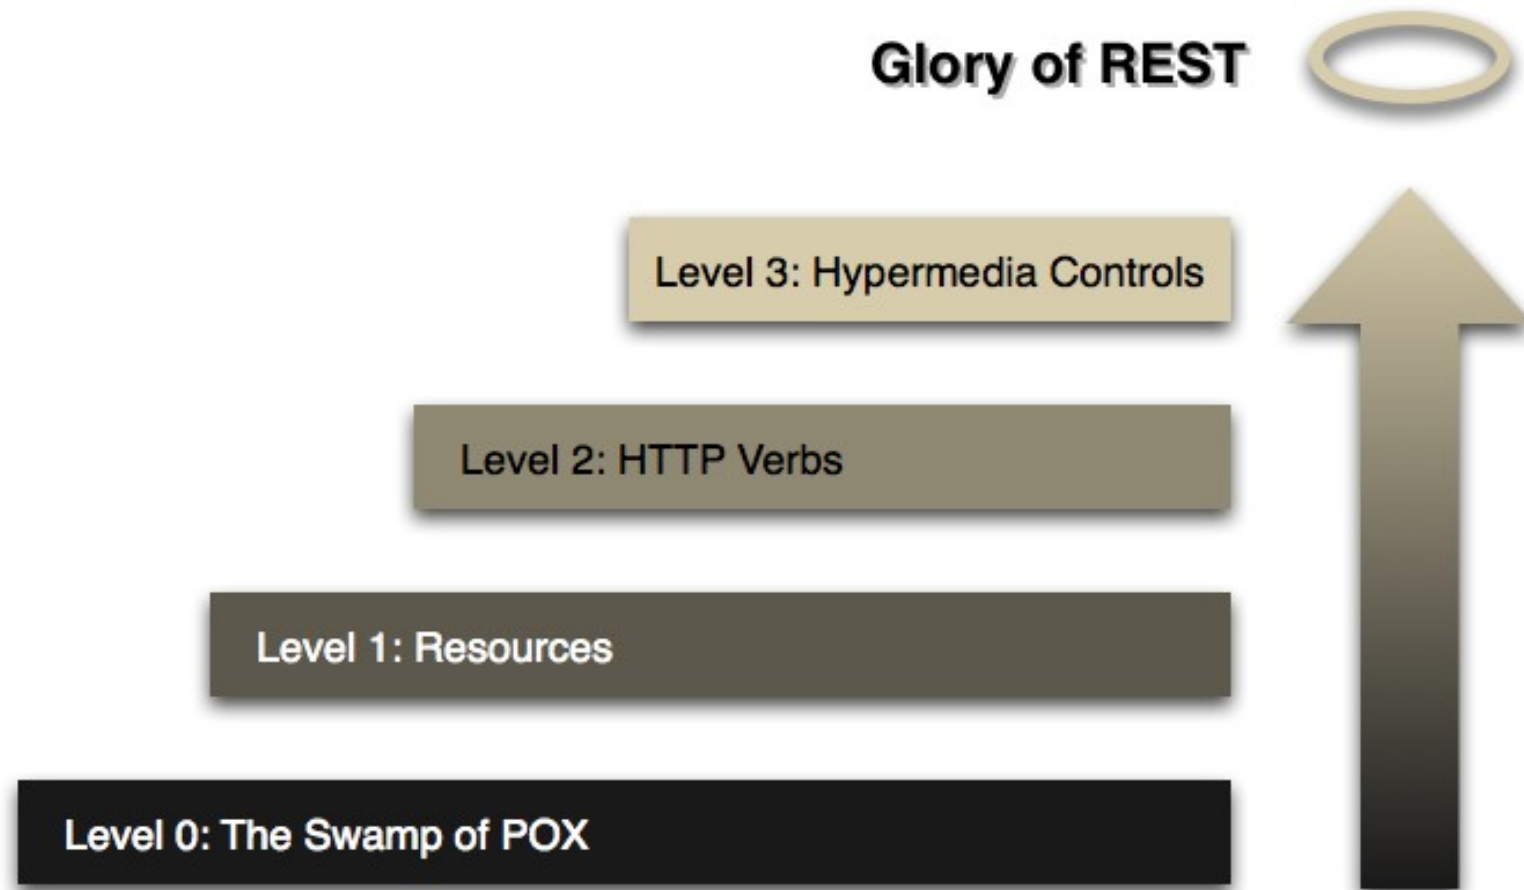 Glory of REST
Level 3: Hypermedia Controls
Level 2: HTTP Verbs
Level 1: Resources
Level 0: The Swamp of POX